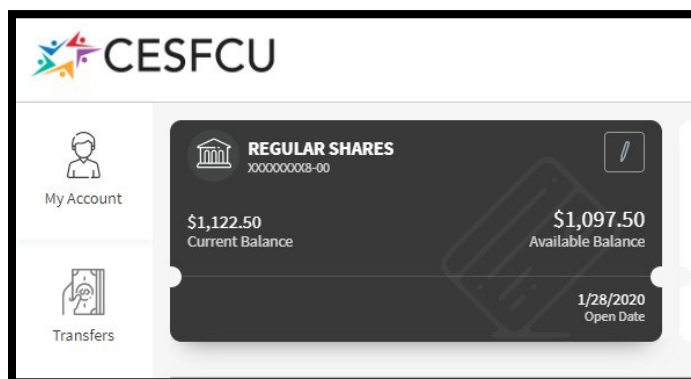 CESFCU
My Account
REGULAR SHARES
XXXXXXXX8-00
$1,122.50
Current Balance
$1,097.50
Available Balance
1/28/2020
Open Date
Transfers